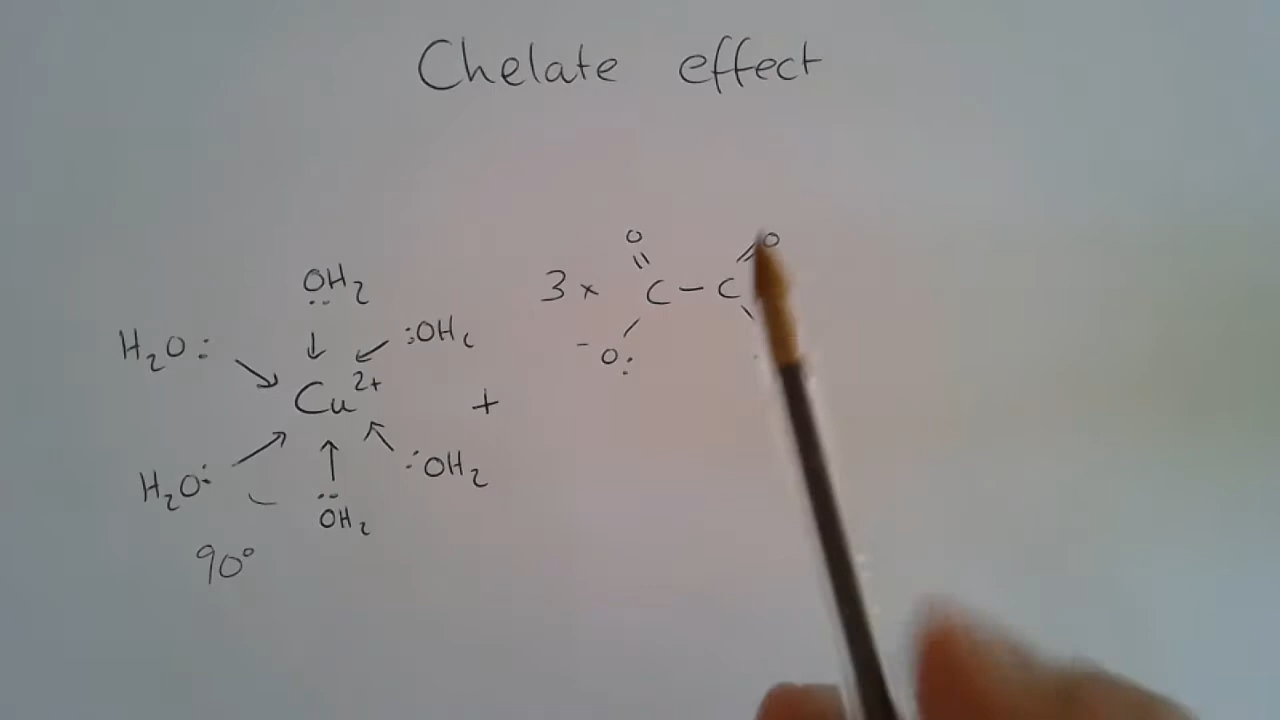 Chelate effect
O O
OH2 3 x C – C
H2O: :OH2 -O:
Cu2+ +
H2O: :OH2
OH2
90°